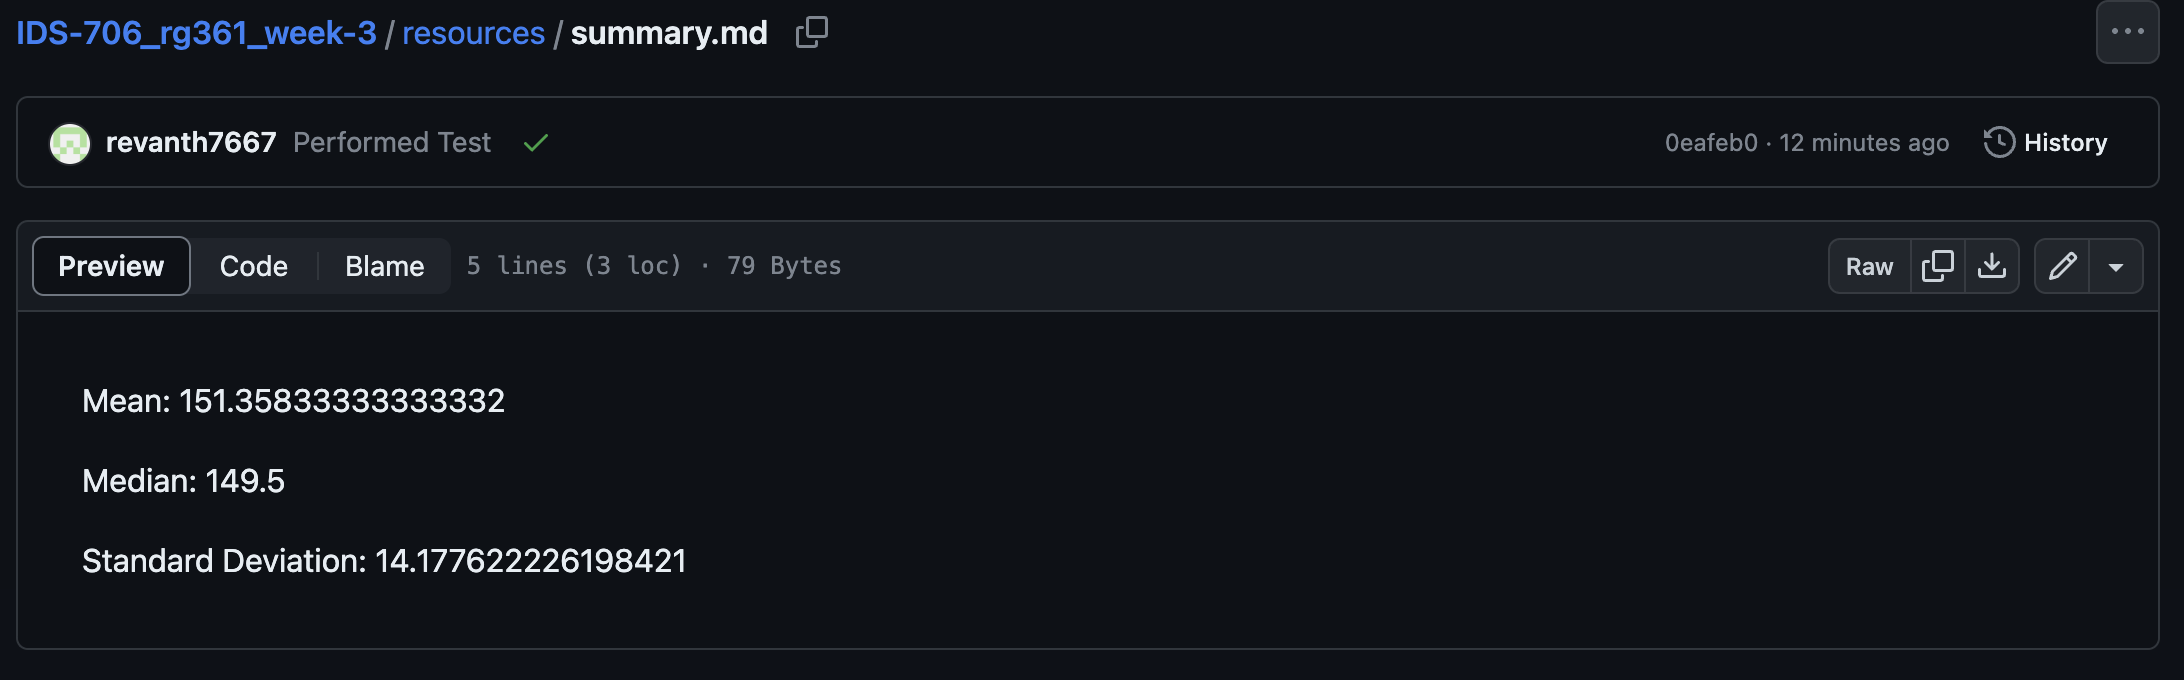 IDS-706_rg361_week-3 / resources / summary.md
revanth7667 Performed Test 0eafeb0 · 12 minutes ago History
Preview Code Blame 5 lines (3 loc) · 79 Bytes Raw
Mean: 151.35833333333332
Median: 149.5
Standard Deviation: 14.177622226198421